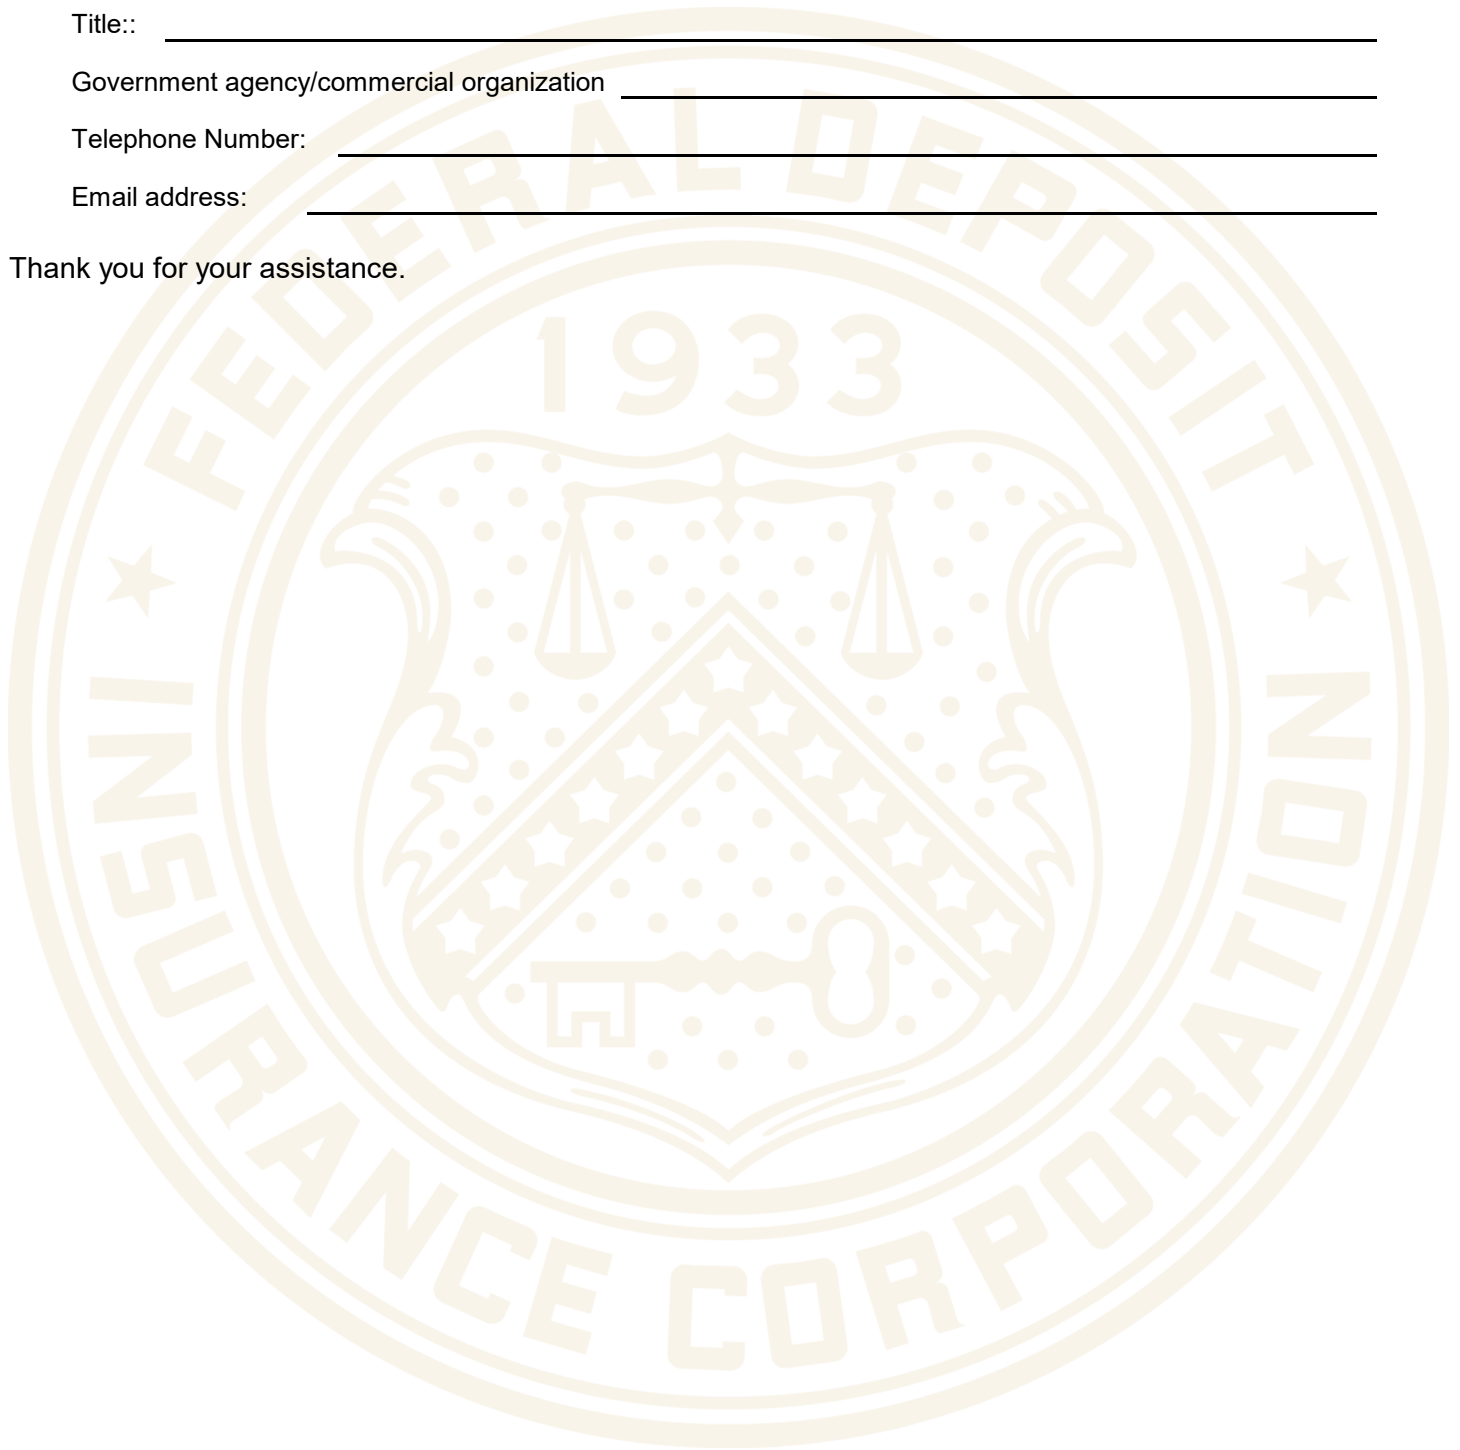 Title::
Government agency/commercial organization
Telephone Number:
Email address:
Thank you for your assistance.
FEDERAL DEPOSIT
1933
INSURANCE CORPORATION